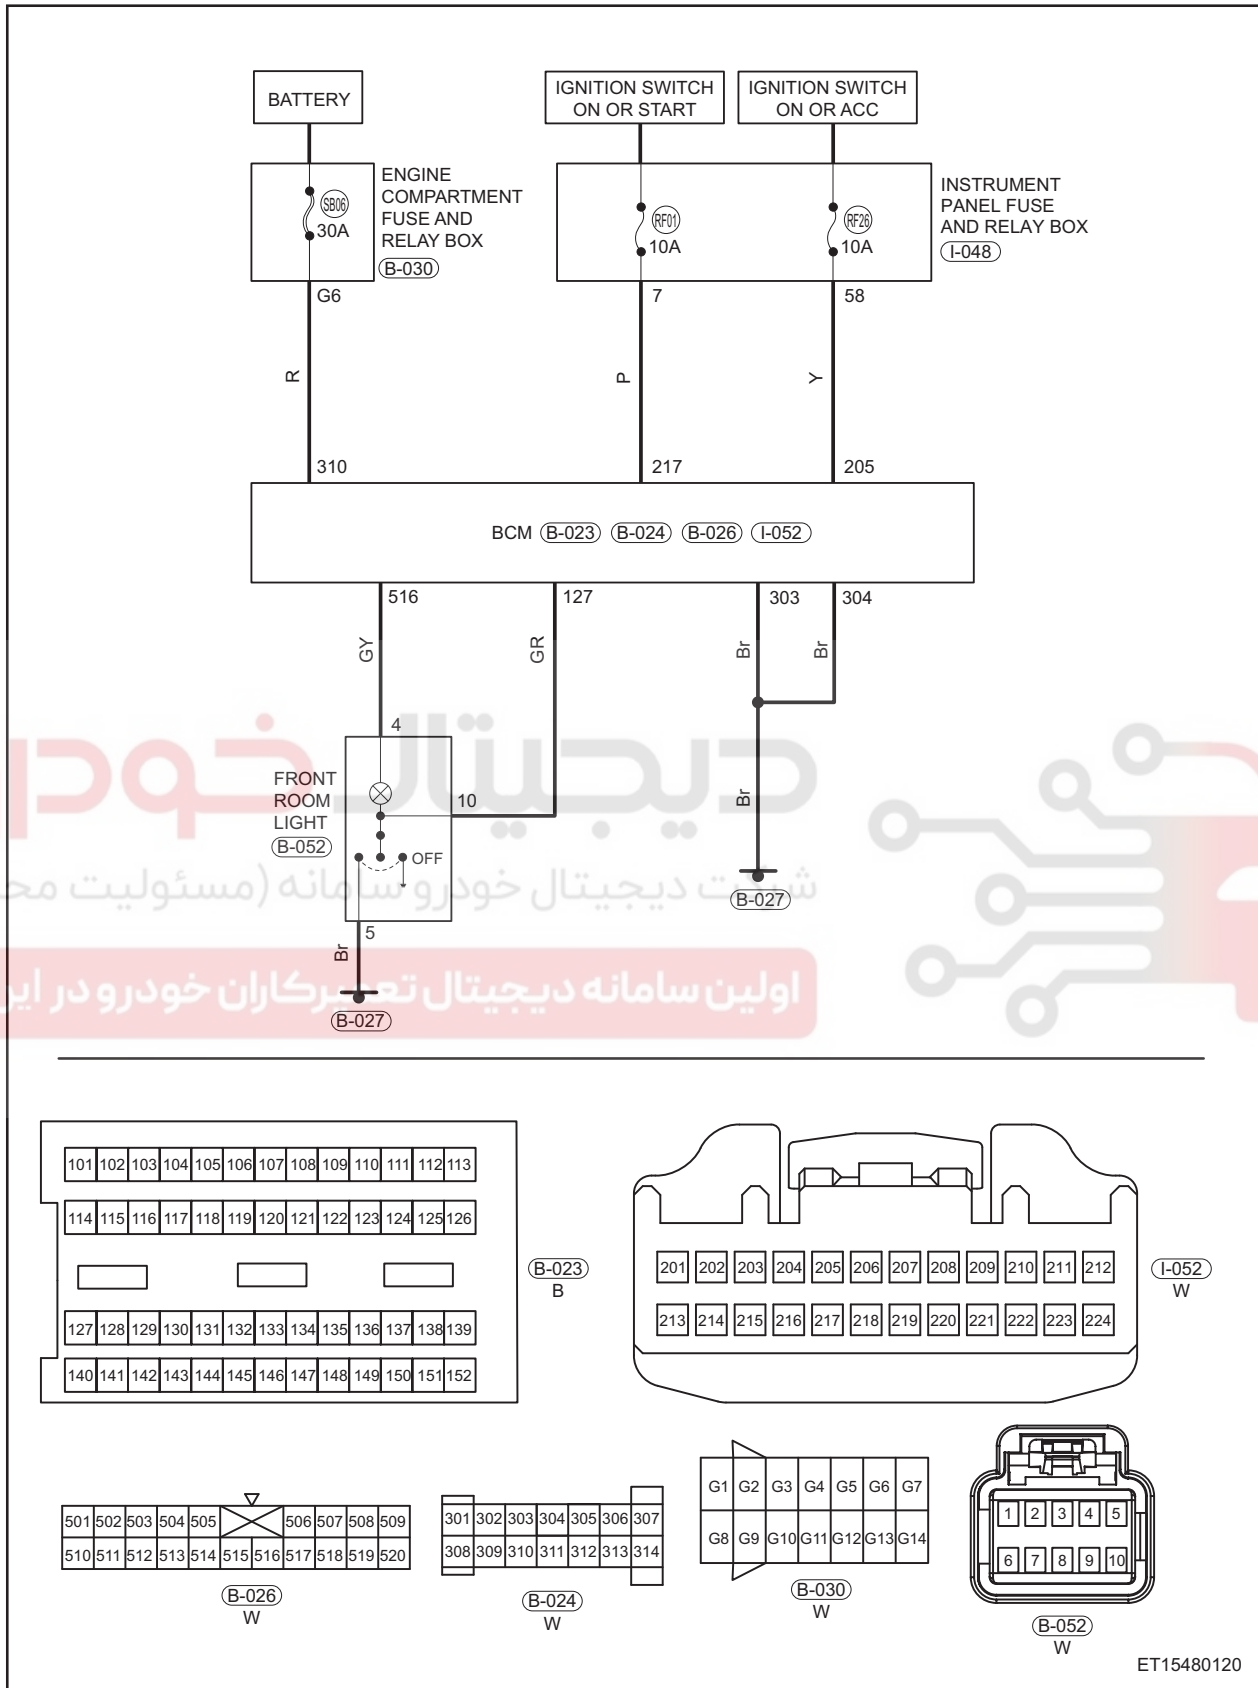 BATTERY
IGNITION SWITCH
ON OR START
IGNITION SWITCH
ON OR ACC
SB06
30A
ENGINE
COMPARTMENT
FUSE AND
RELAY BOX
B-030
RF01
10A
RF26
10A
INSTRUMENT
PANEL FUSE
AND RELAY BOX
I-048
G6
7
58
R
P
Y
310
217
205
BCM B-023 B-024 B-026 I-052
516
127
303
304
GY
GR
Br
Br
4
FRONT
ROOM
LIGHT
B-052
10
OFF
Br
5
Br
B-027
B-027
دیجیتال خودر
شرکت دیجیتال خودرو سامانه (مسئولیت مح
اولین سامانه دیجیتال تعمیرکاران خودرو در ایر
101 102 103 104 105 106 107 108 109 110 111 112 113
114 115 116 117 118 119 120 121 122 123 124 125 126
127 128 129 130 131 132 133 134 135 136 137 138 139
140 141 142 143 144 145 146 147 148 149 150 151 152
B-023
B
201 202 203 204 205 206 207 208 209 210 211 212
213 214 215 216 217 218 219 220 221 222 223 224
I-052
W
501 502 503 504 505 506 507 508 509
510 511 512 513 514 515 516 517 518 519 520
B-026
W
301 302 303 304 305 306 307
308 309 310 311 312 313 314
B-024
W
G1 G2 G3 G4 G5 G6 G7
G8 G9 G10 G11 G12 G13 G14
B-030
W
1 2 3 4 5
6 7 8 9 10
B-052
W
ET15480120